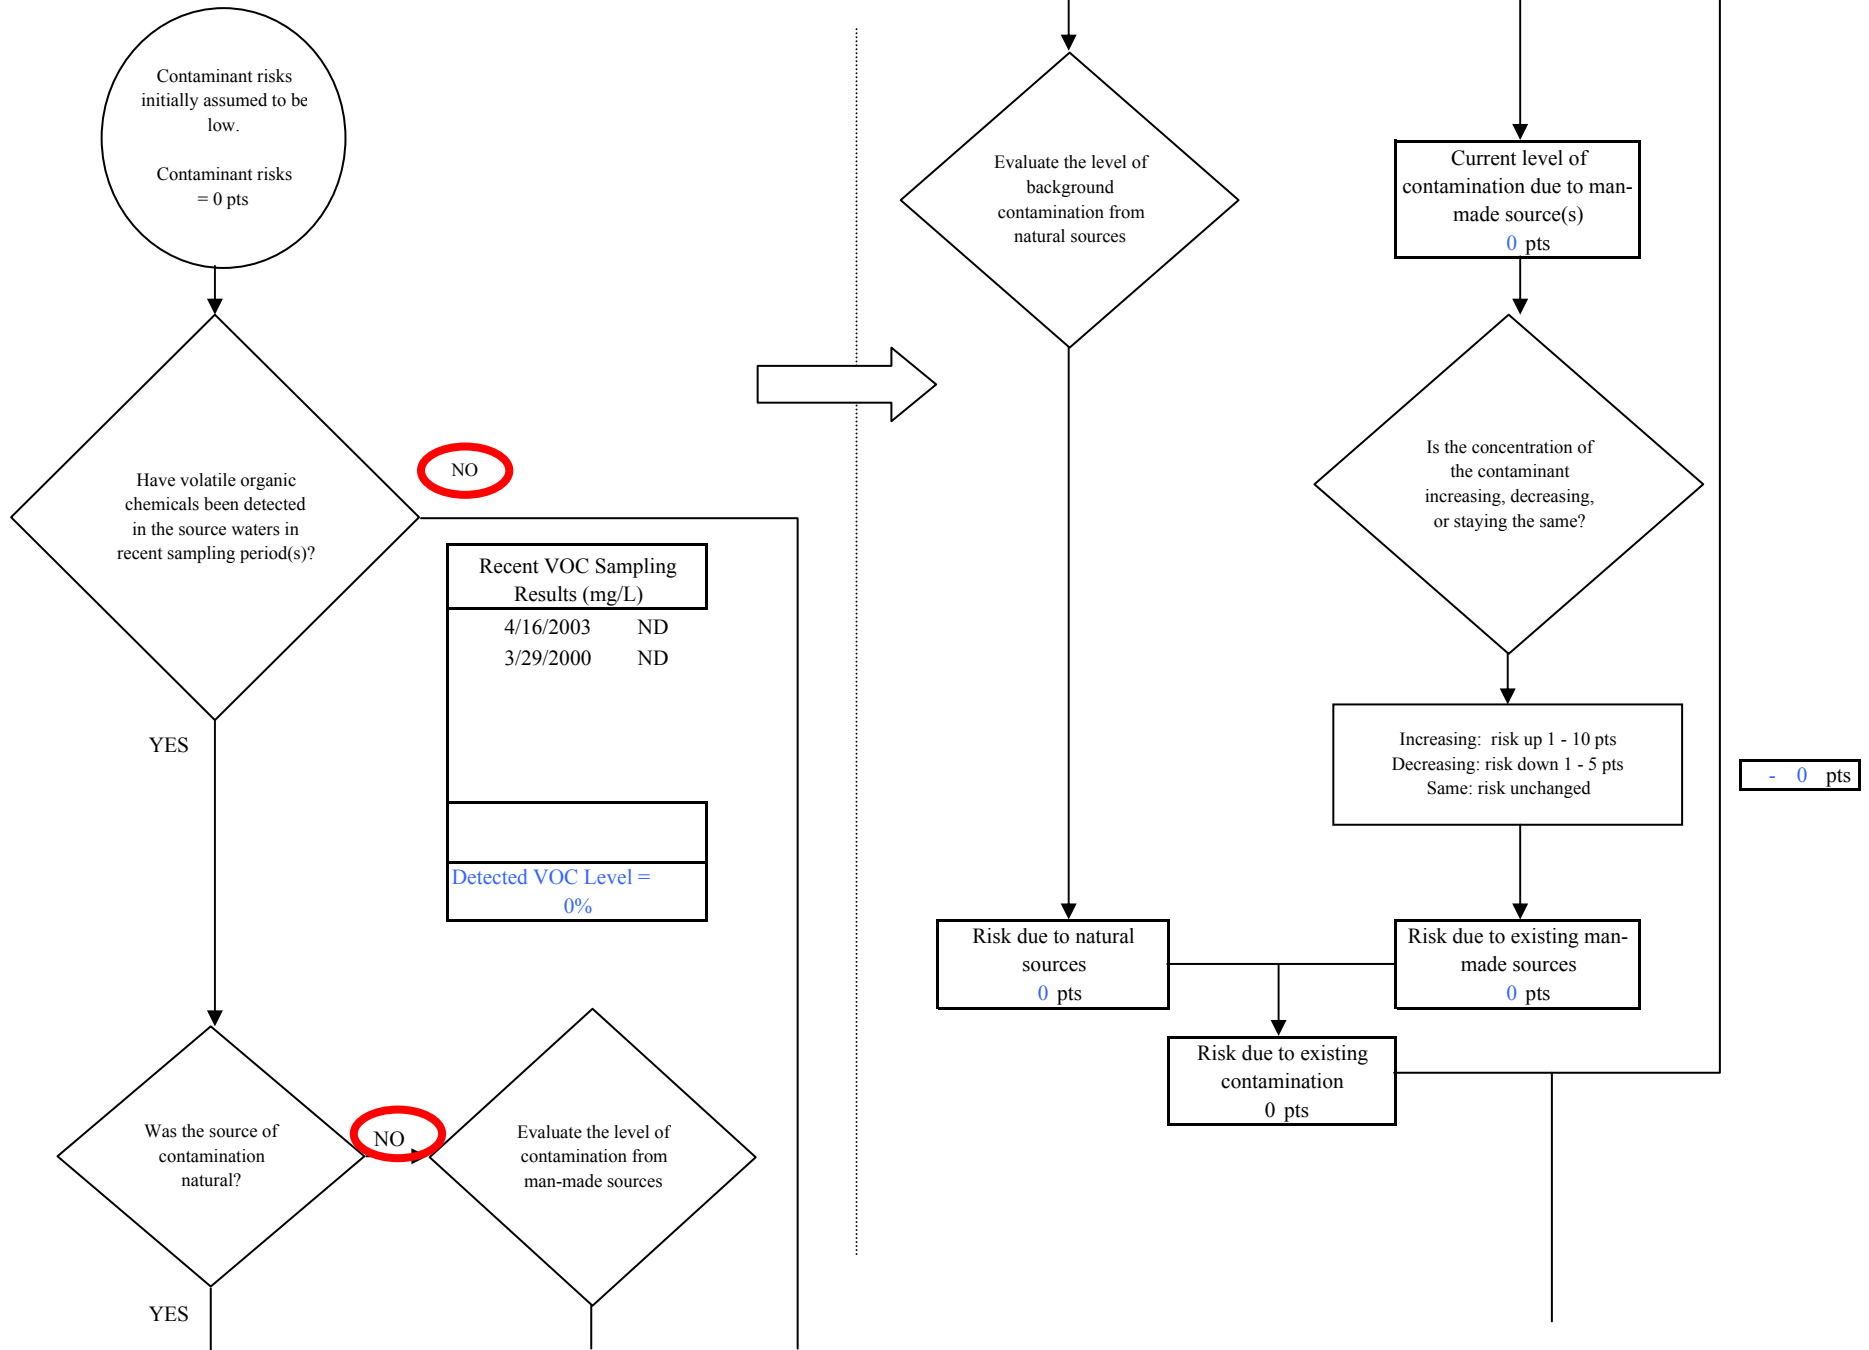 Contaminant risks
initially assumed to be
low.
Contaminant risks
= 0 pts
Have volatile organic
chemicals been detected
in the source waters in
recent sampling period(s)?
NO
Recent VOC Sampling
Results (mg/L)
4/16/2003 ND
3/29/2000 ND
Detected VOC Level =
0%
YES
Was the source of
contamination
natural?
NO
Evaluate the level of
contamination from
man-made sources
YES
Evaluate the level of
background
contamination from
natural sources
Current level of
contamination due to man-
made source(s)
0 pts
Is the concentration of
the contaminant
increasing, decreasing,
or staying the same?
Increasing: risk up 1 - 10 pts
Decreasing: risk down 1 - 5 pts
Same: risk unchanged
- 0 pts
Risk due to natural
sources
0 pts
Risk due to existing man-
made sources
0 pts
Risk due to existing
contamination
0 pts